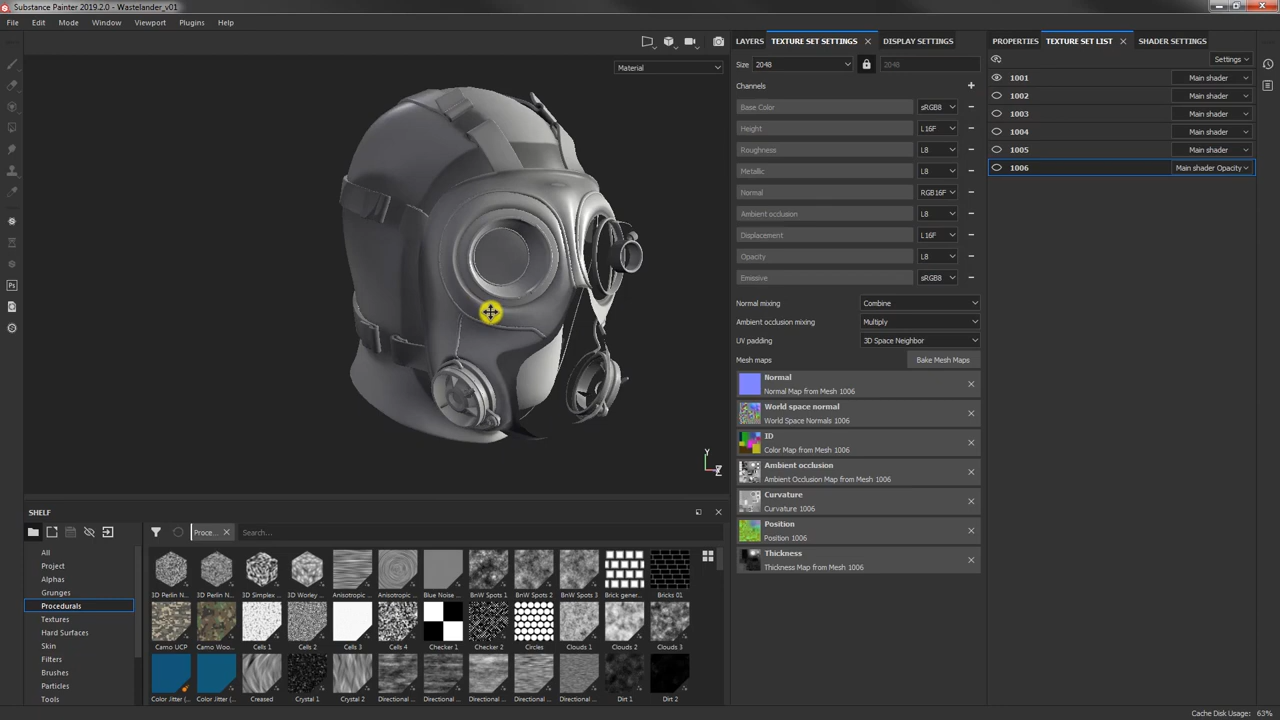 Substance Painter 2019.2.0 - Wastelander_v01
File Edit Mode Window Viewport Plugins Help
Material
LAYERS TEXTURE SET SETTINGS DISPLAY SETTINGS
Size 2048 2048
Channels
Base Color sRGB8
Height L16F
Roughness L8
Metallic L8
Normal RGB16F
Ambient occlusion L8
Displacement L16F
Opacity L8
Emissive sRGB8
Normal mixing Combine
Ambient occlusion mixing Multiply
UV padding 3D Space Neighbor
Mesh maps Bake Mesh Maps
Normal
Normal Map from Mesh 1006
World space normal
World Space Normals 1006
ID
Color Map from Mesh 1006
Ambient occlusion
Ambient Occlusion Map from Mesh 1006
Curvature
Curvature 1006
Position
Position 1006
Thickness
Thickness Map from Mesh 1006
PROPERTIES TEXTURE SET LIST SHADER SETTINGS
Settings
1001 Main shader
1002 Main shader
1003 Main shader
1004 Main shader
1005 Main shader
1006 Main shader Opacity
Y
Z
SHELF
Proce... Search...
All
Project
Alphas
Grunges
Procedurals
Textures
Hard Surfaces
Skin
Filters
Brushes
Particles
Tools
3D Perlin N... 3D Perlin N... 3D Simplex ... 3D Worley ... Anisotropic ... Anisotropic ... Blue Noise ... BnW Spots 1 BnW Spots 2 BnW Spots 3 Brick gener... Bricks 01
Camo UCP Camo Woo... Cells 1 Cells 2 Cells 3 Cells 4 Checker 1 Checker 2 Circles Clouds 1 Clouds 2 Clouds 3
Color Jitter (... Color Jitter (... Creased Crystal 1 Crystal 2 Directional ... Directional ... Directional ... Directional ... Directional ... Dirt 1 Dirt 2
Cache Disk Usage: 63%
Ps